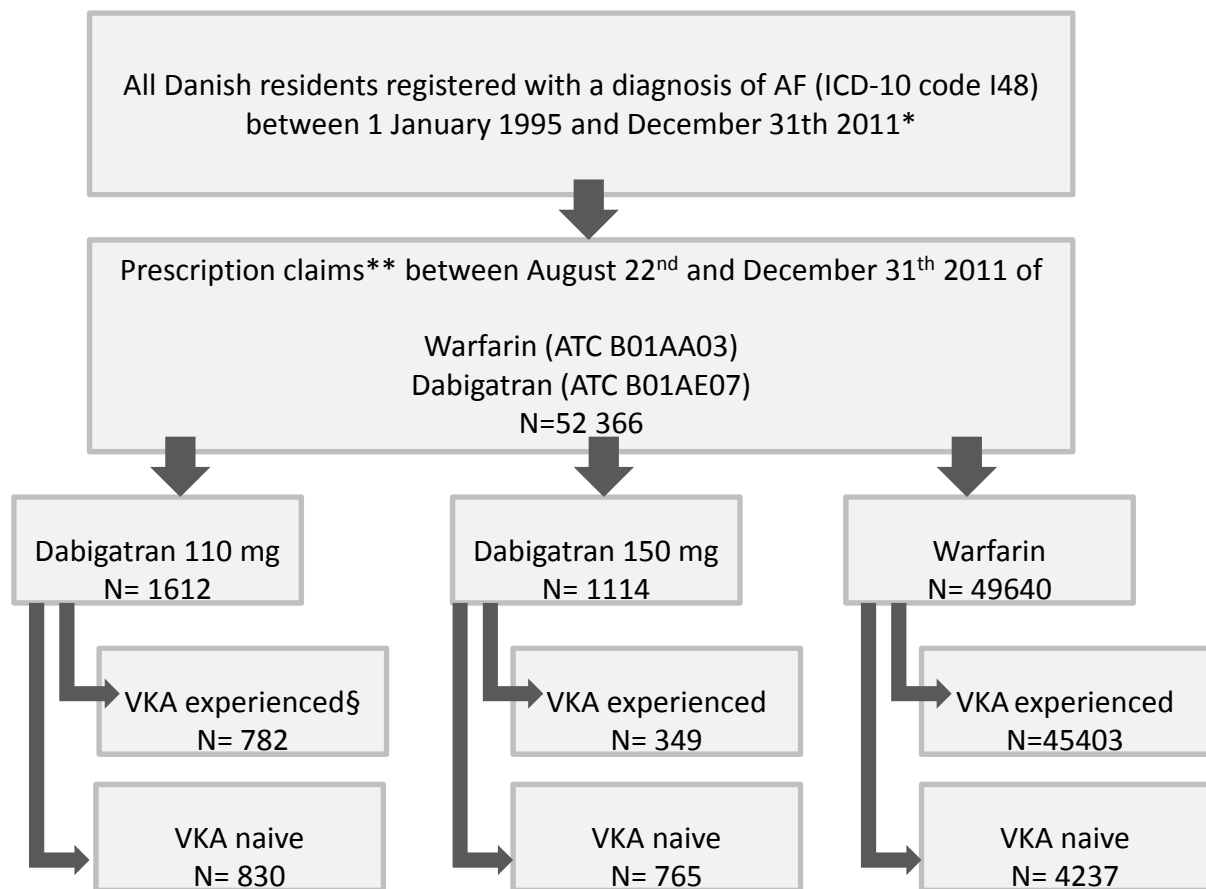 All Danish residents registered with a diagnosis of AF (ICD-10 code I48)
between 1 January 1995 and December 31th 2011*
Prescription claims** between August 22nd and December 31th 2011 of
Warfarin (ATC B01AA03)
Dabigatran (ATC B01AE07)
N=52 366
Dabigatran 110 mg
N= 1612
Dabigatran 150 mg
N= 1114
Warfarin
N= 49640
VKA experienced§
N= 782
VKA experienced
N= 349
VKA experienced
N=45403
VKA naive
N= 830
VKA naive
N= 765
VKA naive
N= 4237